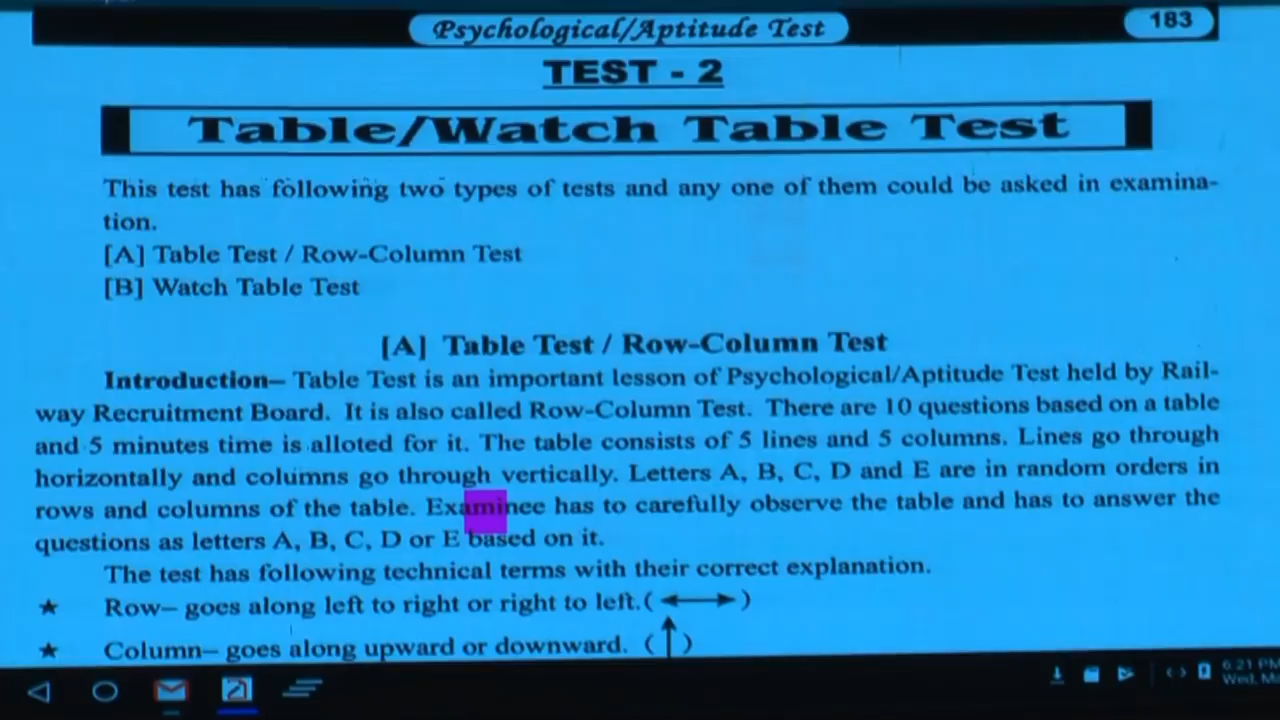 Psychological/Aptitude Test
183
TEST - 2
Table/Watch Table Test
This test has following two types of tests and any one of them could be asked in examina-
tion.
[A] Table Test / Row-Column Test
[B] Watch Table Test
[A] Table Test / Row-Column Test
Introduction– Table Test is an important lesson of Psychological/Aptitude Test held by Rail-
way Recruitment Board. It is also called Row-Column Test. There are 10 questions based on a table
and 5 minutes time is alloted for it. The table consists of 5 lines and 5 columns. Lines go through
horizontally and columns go through vertically. Letters A, B, C, D and E are in random orders in
rows and columns of the table. Examinee has to carefully observe the table and has to answer the
questions as letters A, B, C, D or E based on it.
The test has following technical terms with their correct explanation.
★ Row– goes along left to right or right to left.(↔)
★ Column– goes along upward or downward. (↑)
6:21 PM
Wed,